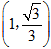 (1, √3/3)